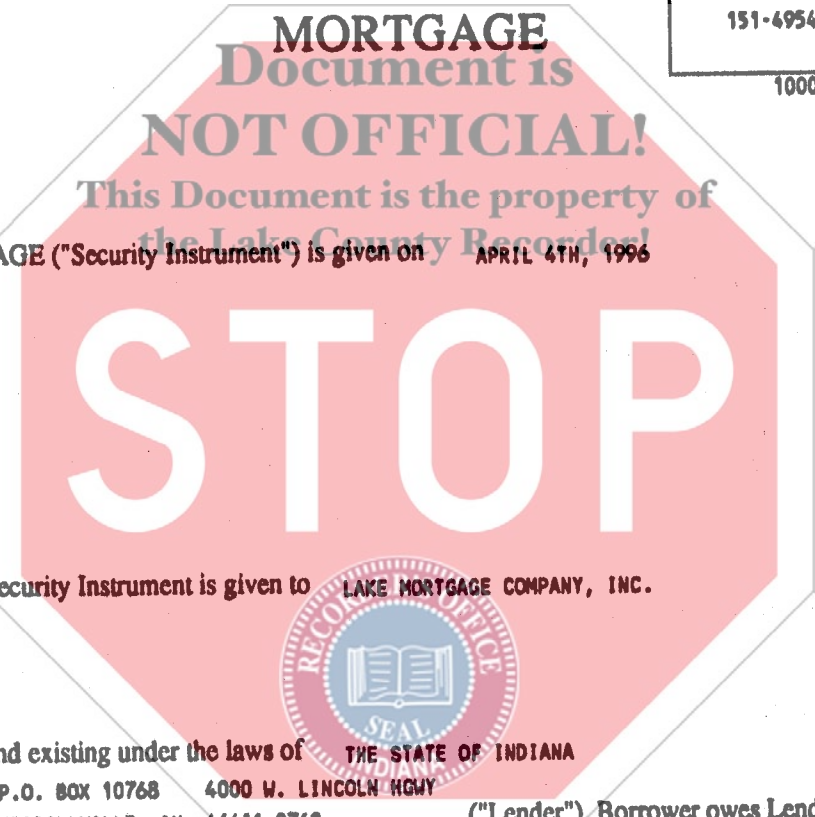 151-4954
MORTGAGE
1000
Document is
NOT OFFICIAL!
This Document is the property of
the Lake County Recorder!
AGE ("Security Instrument") is given on APRIL 4TH, 1996
STOP
ecurity Instrument is given to LAKE MORTGAGE COMPANY, INC.
RECORDER'S OFFICE
SEAL
INDIANA
nd existing under the laws of THE STATE OF INDIANA
P.O. BOX 10768 4000 W. LINCOLN HGWY
("Lender"). Borrower owes Lend